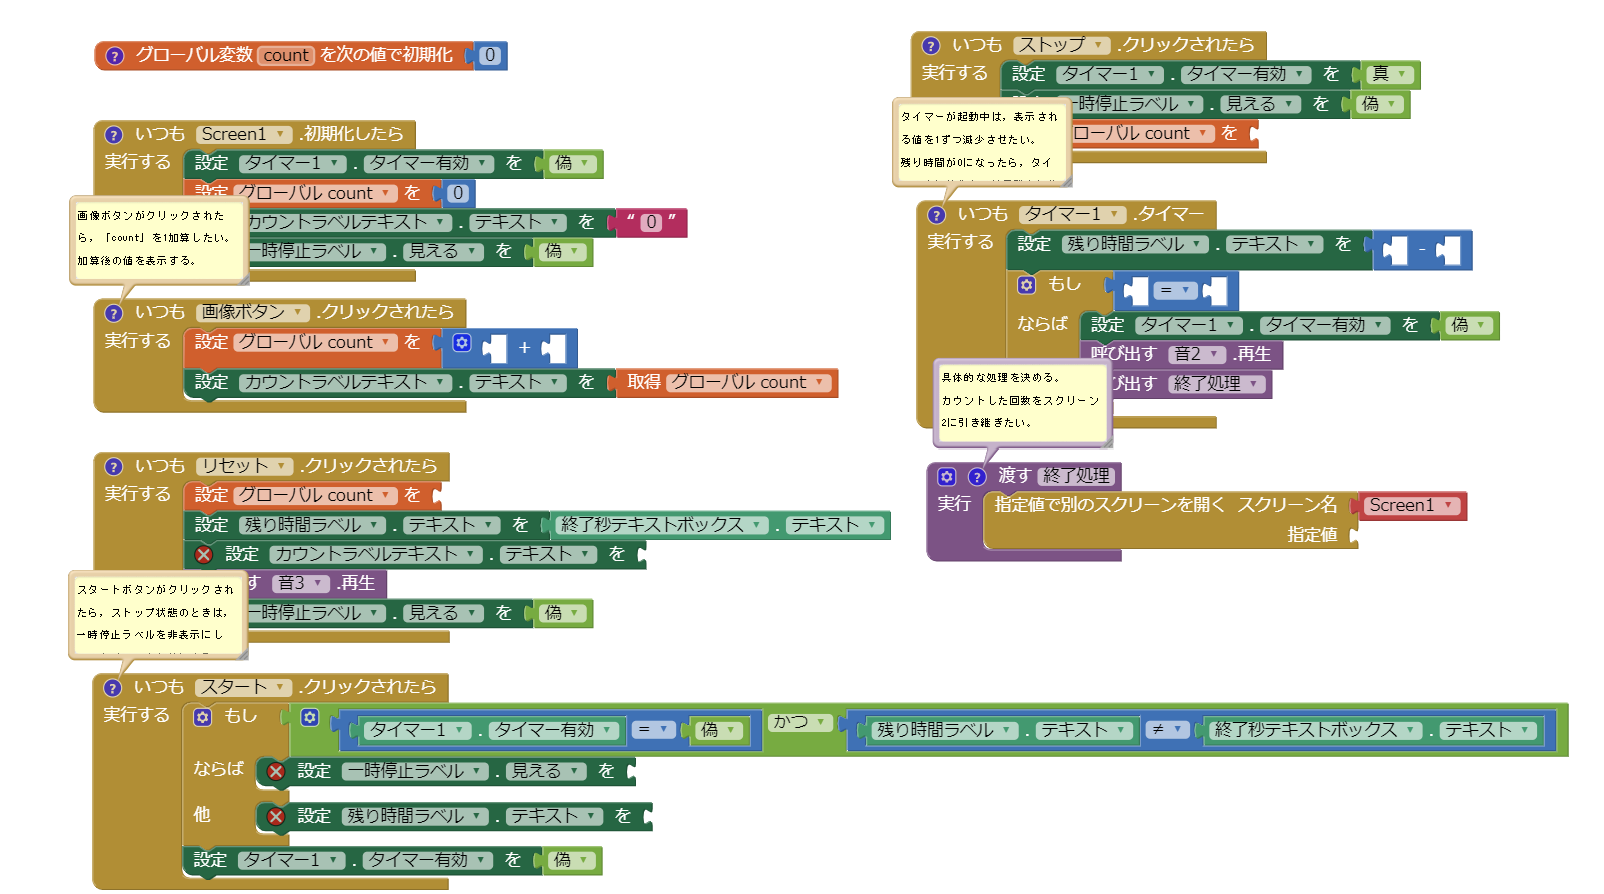 グローバル変数 count を次の値で初期化 0
いつも Screen1 .初期化したら
実行する 設定 タイマー1 . タイマー有効 を 偽
設定 グローバル count を 0
カウントラベルテキスト . テキスト を “ 0 ”
一時停止ラベル . 見える を 偽
画像ボタンがクリックされた
ら，「count」を1加算したい。
加算後の値を表示する。
いつも 画像ボタン .クリックされたら
実行する 設定 グローバル count を +
設定 カウントラベルテキスト . テキスト を 取得 グローバル count
いつも リセット .クリックされたら
実行する 設定 グローバル count を
設定 残り時間ラベル . テキスト を 終了秒テキストボックス . テキスト
設定 カウントラベルテキスト . テキスト を
す 音3 .再生
一時停止ラベル . 見える を 偽
スタートボタンがクリックされ
たら，ストップ状態のときは，
一時停止ラベルを非表示にし
いつも スタート .クリックされたら
実行する もし タイマー1 . タイマー有効 = 偽 かつ 残り時間ラベル . テキスト ≠ 終了秒テキストボックス . テキスト
ならば 設定 一時停止ラベル . 見える を
他 設定 残り時間ラベル . テキスト を
設定 タイマー1 . タイマー有効 を 偽
いつも ストップ .クリックされたら
実行する 設定 タイマー1 . タイマー有効 を 真
一時停止ラベル . 見える を 偽
ローバル count を
タイマーが起動中は，表示され
る値を1ずつ減少させたい。
残り時間が0になったら，タイ
いつも タイマー1 .タイマー
実行する 設定 残り時間ラベル . テキスト を -
もし =
ならば 設定 タイマー1 . タイマー有効 を 偽
呼び出す 音2 .再生
び出す 終了処理
具体的な処理を決める。
カウントした回数をスクリーン
2に引き継ぎたい。
渡す 終了処理
実行 指定値で別のスクリーンを開く スクリーン名 Screen1
指定値